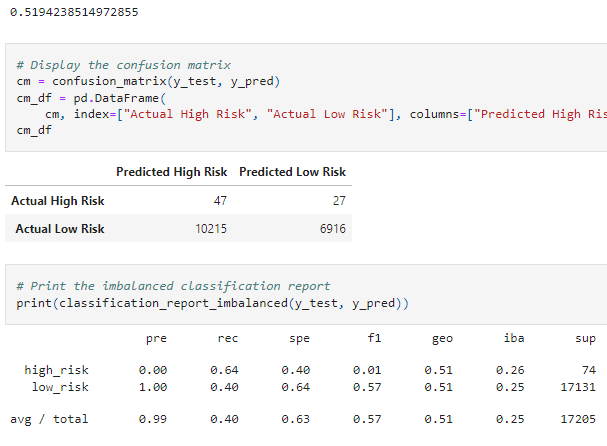 0.5194238514972855
# Display the confusion matrix
cm = confusion_matrix(y_test, y_pred)
cm_df = pd.DataFrame(
    cm, index=["Actual High Risk", "Actual Low Risk"], columns=["Predicted High Ris
cm_df
Predicted High Risk Predicted Low Risk
Actual High Risk 47 27
Actual Low Risk 10215 6916
# Print the imbalanced classification report
print(classification_report_imbalanced(y_test, y_pred))
pre rec spe f1 geo iba sup
high_risk 0.00 0.64 0.40 0.01 0.51 0.26 74
low_risk 1.00 0.40 0.64 0.57 0.51 0.25 17131
avg / total 0.99 0.40 0.63 0.57 0.51 0.25 17205